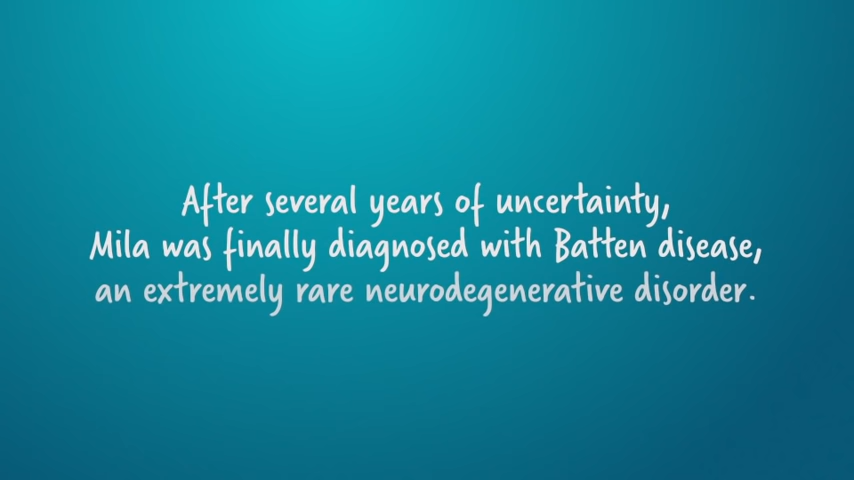 After several years of uncertainty,
Mila was finally diagnosed with Batten disease,
an extremely rare neurodegenerative disorder.